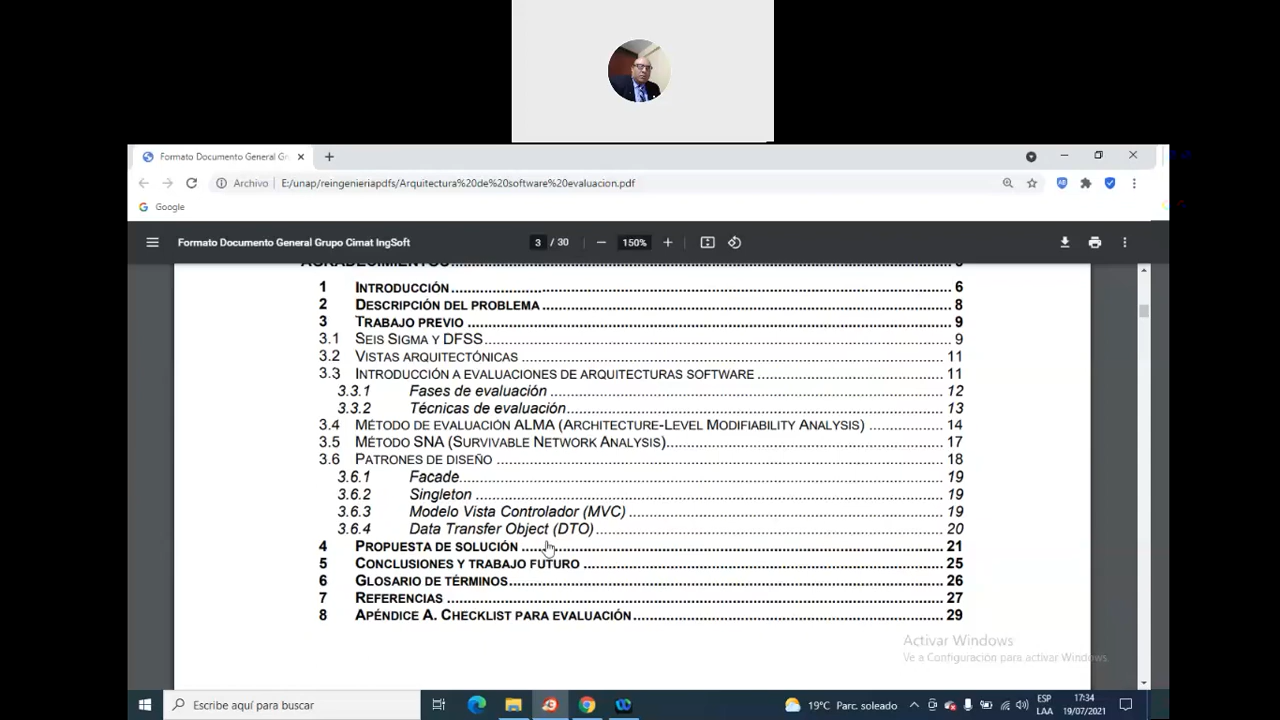 Formato Documento General Gr
Archivo E:/unap/reingenieriapdfs/Arquitectura%20de%20software%20evaluacion.pdf
Google
Formato Documento General Grupo Cimat IngSoft 3 / 30 150%
AGRADECIMIENTOS
1 INTRODUCCIÓN 6
2 DESCRIPCIÓN DEL PROBLEMA 8
3 TRABAJO PREVIO 9
3.1 SEIS SIGMA Y DFSS 9
3.2 VISTAS ARQUITECTÓNICAS 11
3.3 INTRODUCCIÓN A EVALUACIONES DE ARQUITECTURAS SOFTWARE 11
3.3.1 Fases de evaluación 12
3.3.2 Técnicas de evaluación 13
3.4 MÉTODO DE EVALUACIÓN ALMA (ARCHITECTURE-LEVEL MODIFIABILITY ANALYSIS) 14
3.5 MÉTODO SNA (SURVIVABLE NETWORK ANALYSIS) 17
3.6 PATRONES DE DISEÑO 18
3.6.1 Facade 19
3.6.2 Singleton 19
3.6.3 Modelo Vista Controlador (MVC) 19
3.6.4 Data Transfer Object (DTO) 20
4 PROPUESTA DE SOLUCIÓN 21
5 CONCLUSIONES Y TRABAJO FUTURO 25
6 GLOSARIO DE TÉRMINOS 26
7 REFERENCIAS 27
8 APÉNDICE A. CHECKLIST PARA EVALUACIÓN 29
Activar Windows
Ve a Configuración para activar Windows.
Escribe aquí para buscar 19°C Parc. soleado ESP 17:34
LAA 19/07/2021